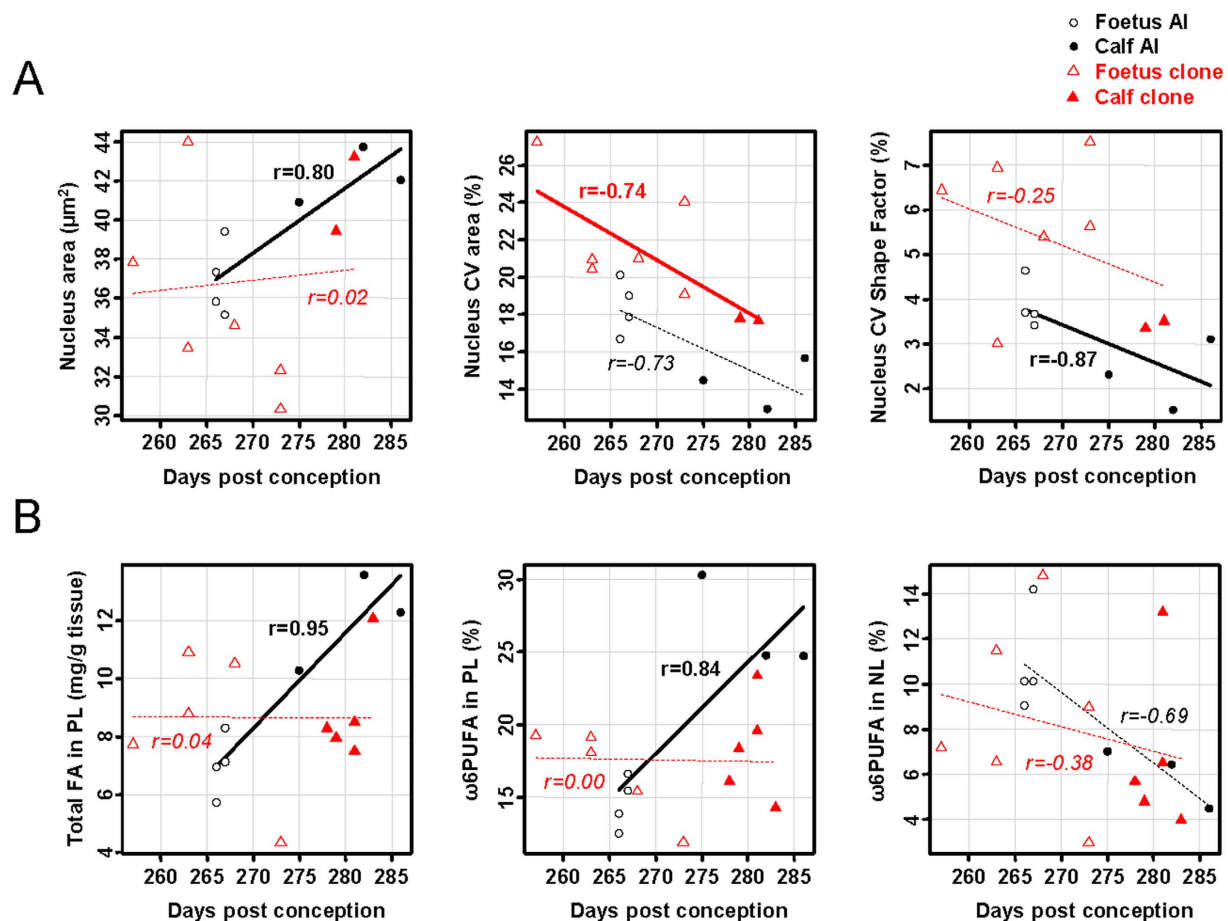 Foetus AI
Calf AI
Foetus clone
Calf clone
A
Nucleus area (µm²)
44
42
40
38
36
34
32
30
r=0.80
r=0.02
260 265 270 275 280 285
Days post conception
Nucleus CV area (%)
26
24
22
20
18
16
14
r=-0.74
r=-0.73
260 265 270 275 280 285
Days post conception
Nucleus CV Shape Factor (%)
7
6
5
4
3
2
r=-0.25
r=-0.87
260 265 270 275 280 285
Days post conception
B
Total FA in PL (mg/g tissue)
12
10
8
6
4
r=0.95
r=0.04
260 265 270 275 280 285
Days post conception
ω6PUFA in PL (%)
30
25
20
15
r=0.84
r=0.00
260 265 270 275 280 285
Days post conception
ω6PUFA in NL (%)
14
12
10
8
6
4
r=-0.69
r=-0.38
260 265 270 275 280 285
Days post conception